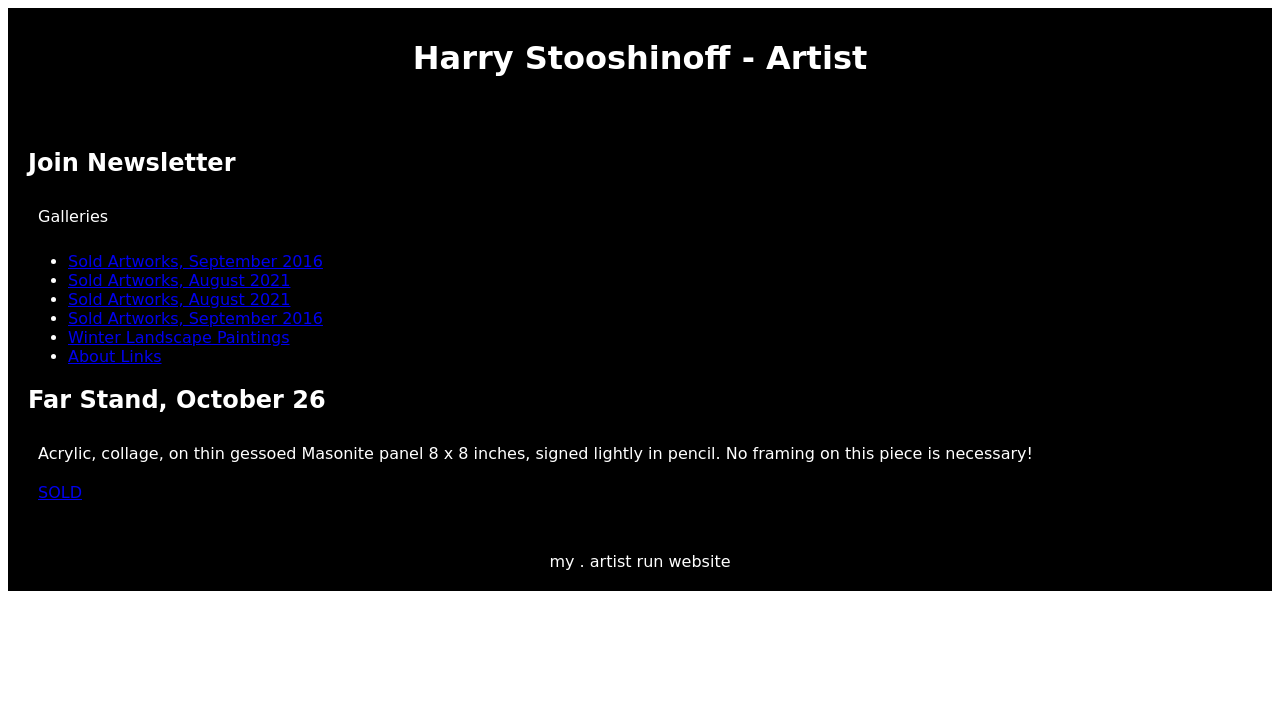 Harry Stooshinoff - Artist
Join Newsletter
Galleries
Sold Artworks, September 2016
Sold Artworks, August 2021
Sold Artworks, August 2021
Sold Artworks, September 2016
Winter Landscape Paintings
About Links
Far Stand, October 26
Acrylic, collage, on thin gessoed Masonite panel 8 x 8 inches, signed lightly in pencil. No framing on this piece is necessary!
SOLD
my . artist run website